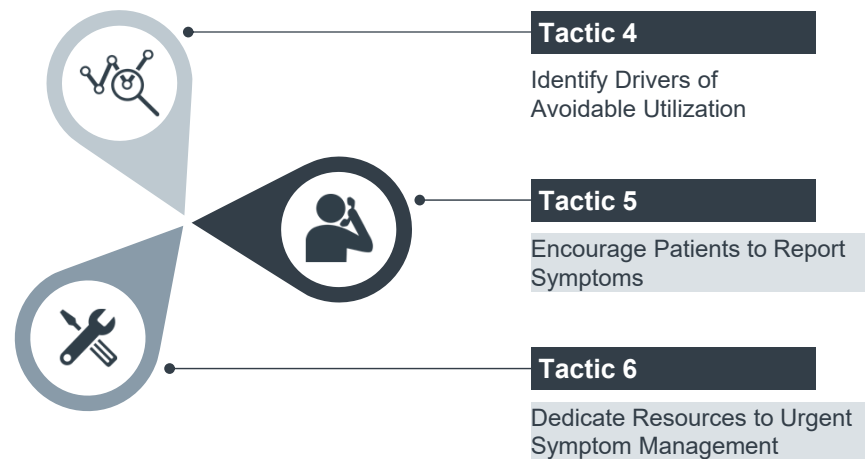 Tactic 4
Identify Drivers of
Avoidable Utilization
Tactic 5
Encourage Patients to Report
Symptoms
Tactic 6
Dedicate Resources to Urgent
Symptom Management